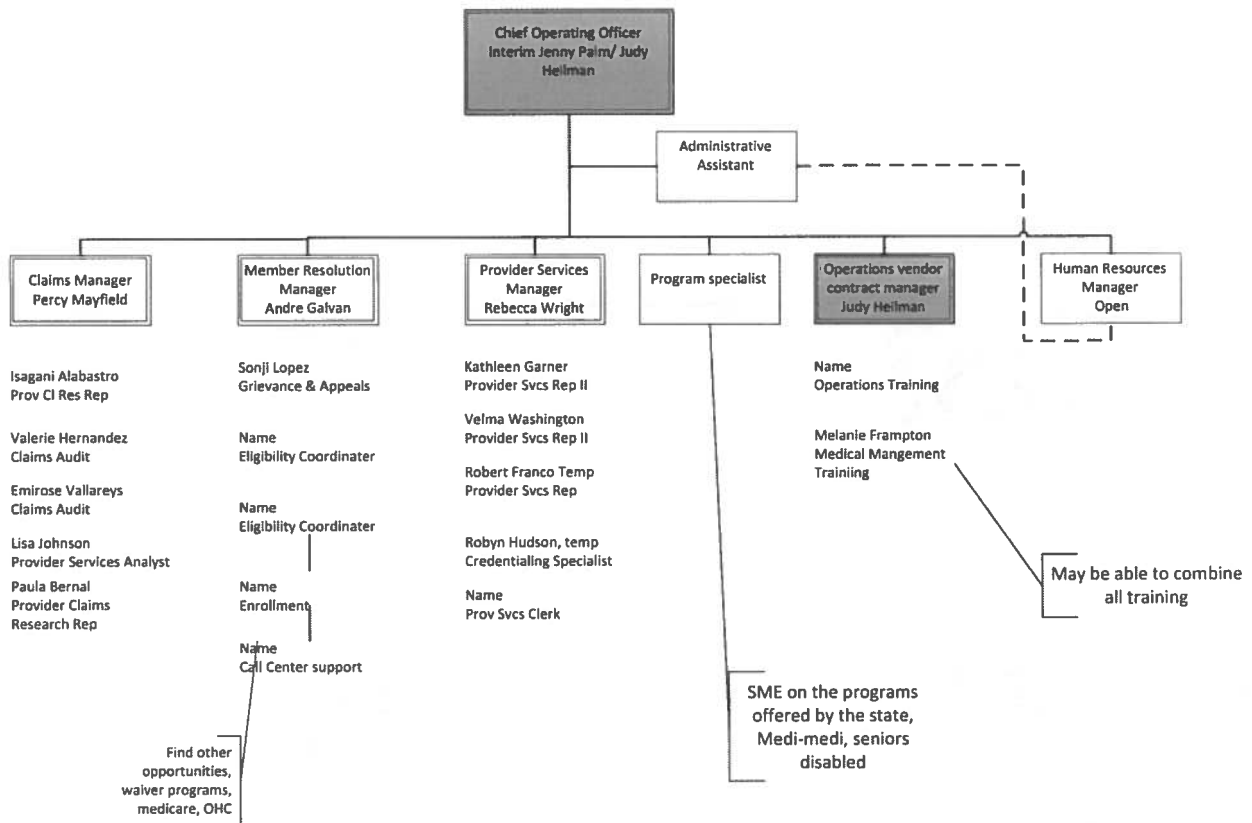 Chief Operating Officer
Interim Jenny Palm/ Judy
Heilman
Administrative
Assistant
Claims Manager
Percy Mayfield
Member Resolution
Manager
Andre Galvan
Provider Services
Manager
Rebecca Wright
Program specialist
Operations vendor
contract manager
Judy Heilman
Human Resources
Manager
Open
Isagani Alabastro
Prov Cl Res Rep
Valerie Hernandez
Claims Audit
Emirose Vallareys
Claims Audit
Lisa Johnson
Provider Services Analyst
Paula Bernal
Provider Claims
Research Rep
Sonji Lopez
Grievance & Appeals
Name
Eligibility Coordinater
Name
Eligibility Coordinater
Name
Enrollment
Name
Call Center support
Find other
opportunities,
waiver programs,
medicare, OHC
Kathleen Garner
Provider Svcs Rep II
Velma Washington
Provider Svcs Rep II
Robert Franco Temp
Provider Svcs Rep
Robyn Hudson, temp
Credentialing Specialist
Name
Prov Svcs Clerk
SME on the programs
offered by the state,
Medi-medi, seniors
disabled
Name
Operations Training
Melanie Frampton
Medical Mangement
Trainiing
May be able to combine
all training